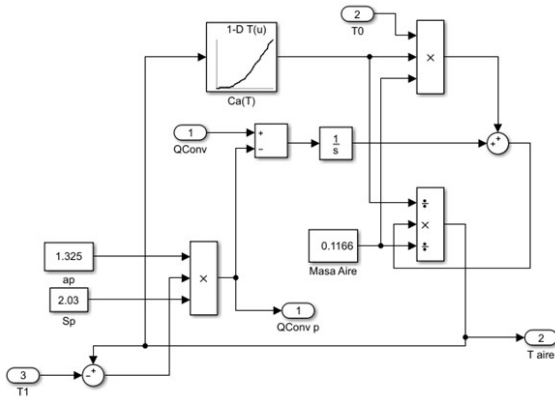 2
T0
1-D T(u)
Ca(T)
×
1
QConv
+
−
1
s
+
+
÷
×
÷
0.1166
Masa Aire
1.325
ap
×
2.03
Sp
1
QConv p
2
T aire
3
T1
−
+